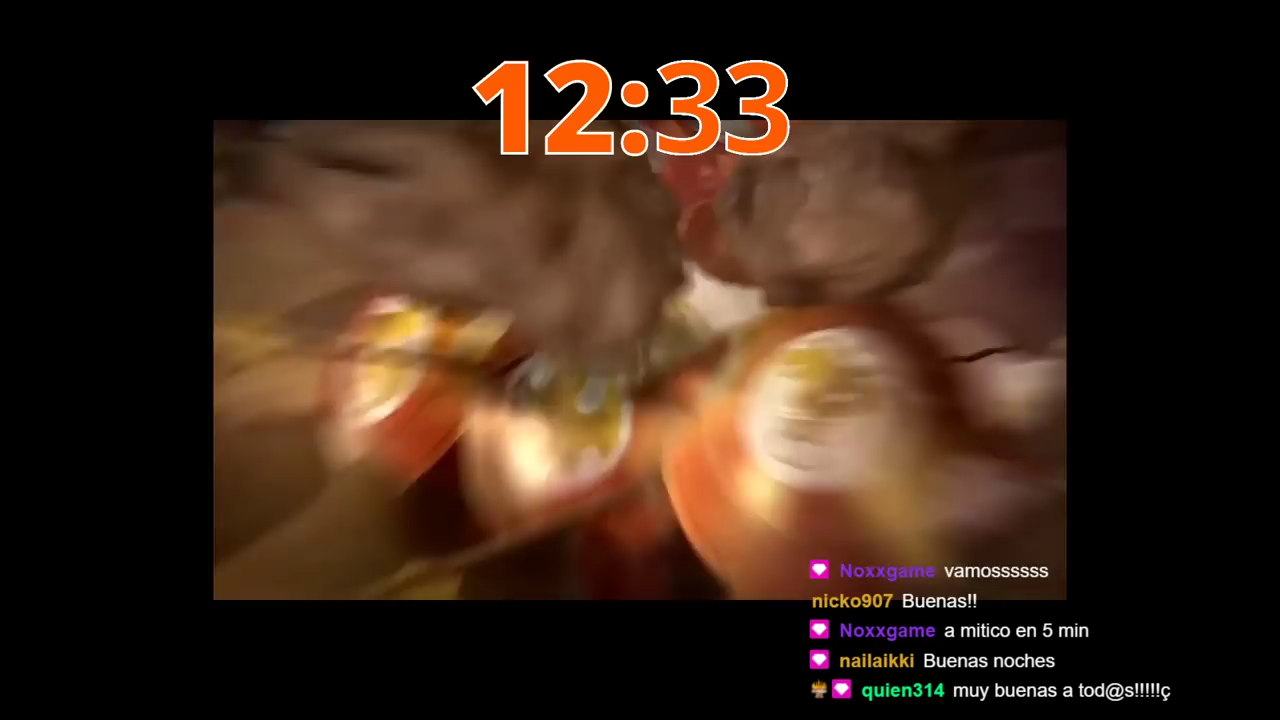 12:33
Noxxgame vamossssss
nicko907 Buenas!!
Noxxgame a mitico en 5 min
nailaikki Buenas noches
quien314 muy buenas a tod@s!!!!!ç